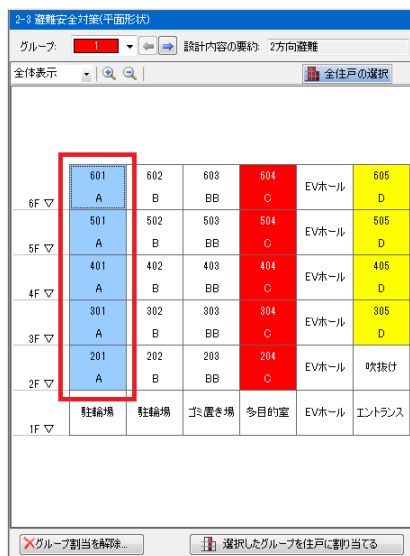 2-3 避難安全対策(平面形状)
グループ: 1 設計内容の要約: 2方向避難
全体表示 全住戸の選択
601 602 603 604 EVホール 605
6F ▽ A B BB C D
501 502 503 504 EVホール 505
5F ▽ A B BB C D
401 402 403 404 EVホール 405
4F ▽ A B BB C D
301 302 303 304 EVホール 305
3F ▽ A B BB C D
201 202 203 204 EVホール 吹抜け
2F ▽ A B BB C
1F ▽ 駐輪場 駐輪場 ゴミ置き場 多目的室 EVホール エントランス
グループ割当を解除... 選択したグループを住戸に割り当てる